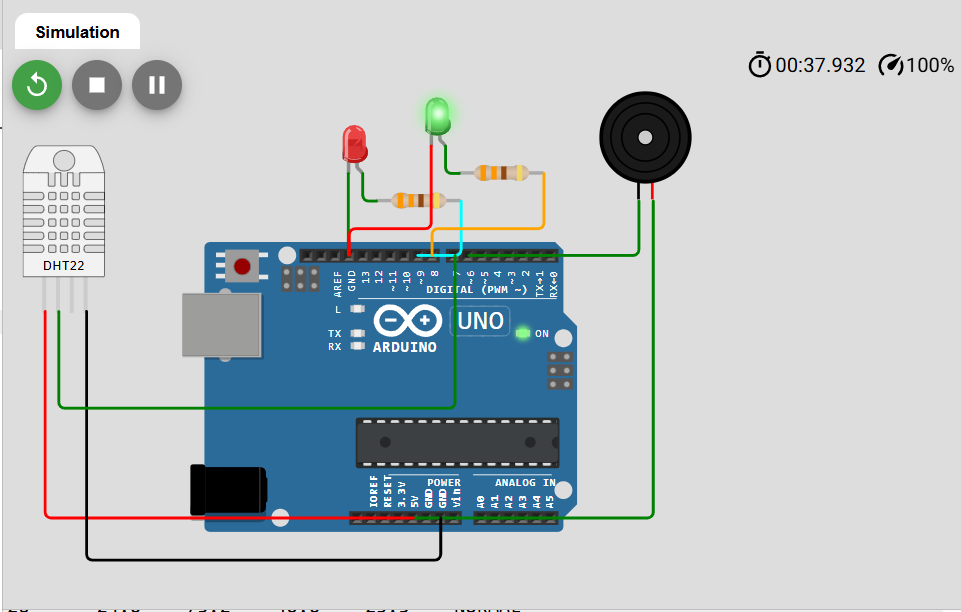 Simulation
00:37.932 100%
DHT22
AREF
GND
13
12
~11
~10
~9
8
7
~6
~5
4
~3
2
TX→1
RX←0
DIGITAL (PWM ~)
L
TX
RX
UNO
ON
ARDUINO
POWER
ANALOG IN
IOREF
RESET
3.3V
5V
GND
GND
Vin
A0
A1
A2
A3
A4
A5
NORMAL